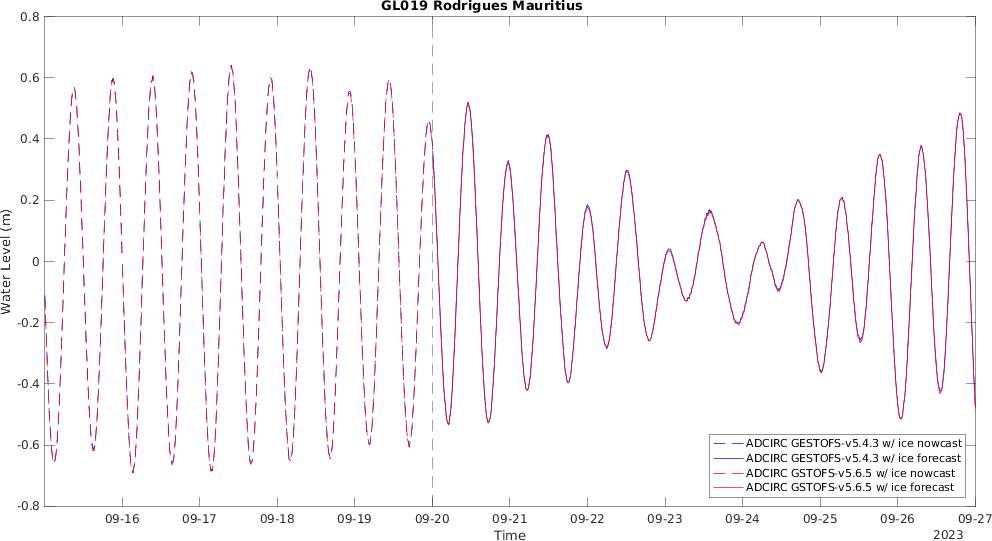 GL019 Rodrigues Mauritius
0.8
0.6
0.4
0.2
0
-0.2
-0.4
-0.6
-0.8
Water Level (m)
ADCIRC GESTOFS-v5.4.3 w/ ice nowcast
ADCIRC GESTOFS-v5.4.3 w/ ice forecast
ADCIRC GSTOFS-v5.6.5 w/ ice nowcast
ADCIRC GSTOFS-v5.6.5 w/ ice forecast
09-16 09-17 09-18 09-19 09-20 09-21 09-22 09-23 09-24 09-25 09-26 09-27
Time
2023